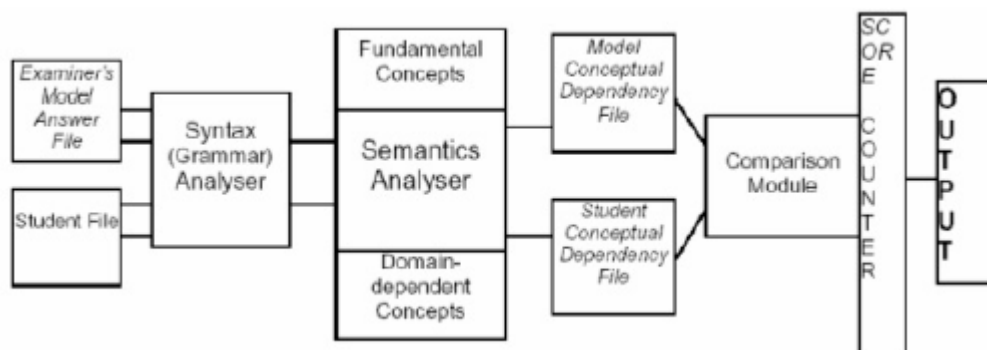 Examiner's
Model
Answer
File
Student File
Syntax
(Grammar)
Analyser
Fundamental
Concepts
Semantics
Analyser
Domain-
dependent
Concepts
Model
Conceptual
Dependency
File
Student
Conceptual
Dependency
File
Comparison
Module
SC
OR
E
C
O
U
N
T
E
R
O
U
T
P
U
T